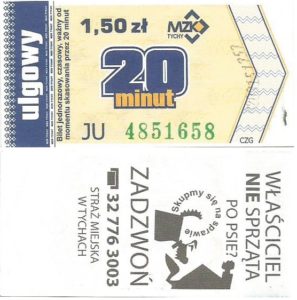 ulgowy
Bilet jednorazowy, czasowy, ważny od
momentu skasowania przez 20 minut
1,50 zł
MZK
TYCHY
20
minut
JU 4851658
CZG
WŁAŚCICIEL
NIE SPRZĄTA
PO PSIE?
Skupmy się na sprawie
ZADZWOŃ
☎ 32 776 3003
STRAŻ MIEJSKA
W TYCHACH